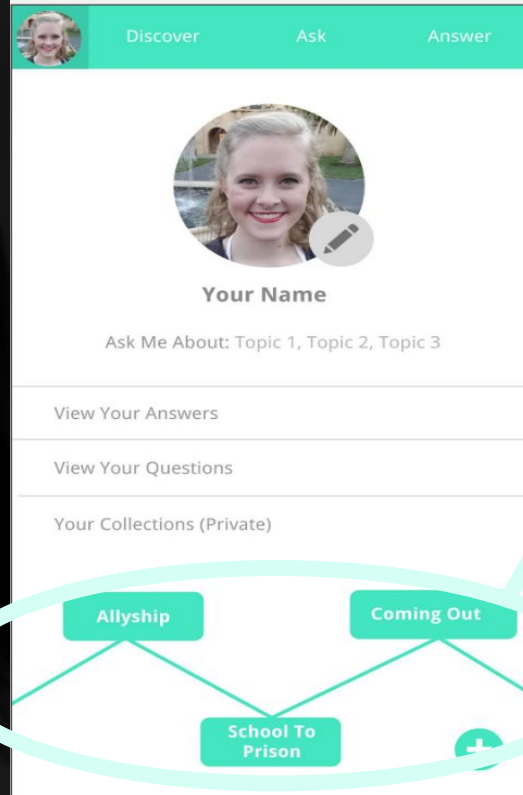 Discover Ask Answer
Your Name
Ask Me About: Topic 1, Topic 2, Topic 3
View Your Answers
View Your Questions
Your Collections (Private)
Allyship
Coming Out
School To
Prison